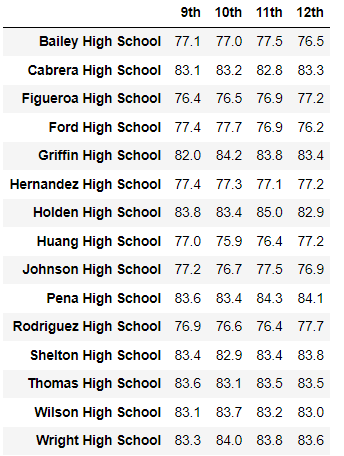 9th 10th 11th 12th
Bailey High School 77.1 77.0 77.5 76.5
Cabrera High School 83.1 83.2 82.8 83.3
Figueroa High School 76.4 76.5 76.9 77.2
Ford High School 77.4 77.7 76.9 76.2
Griffin High School 82.0 84.2 83.8 83.4
Hernandez High School 77.4 77.3 77.1 77.2
Holden High School 83.8 83.4 85.0 82.9
Huang High School 77.0 75.9 76.4 77.2
Johnson High School 77.2 76.7 77.5 76.9
Pena High School 83.6 83.4 84.3 84.1
Rodriguez High School 76.9 76.6 76.4 77.7
Shelton High School 83.4 82.9 83.4 83.8
Thomas High School 83.6 83.1 83.5 83.5
Wilson High School 83.1 83.7 83.2 83.0
Wright High School 83.3 84.0 83.8 83.6